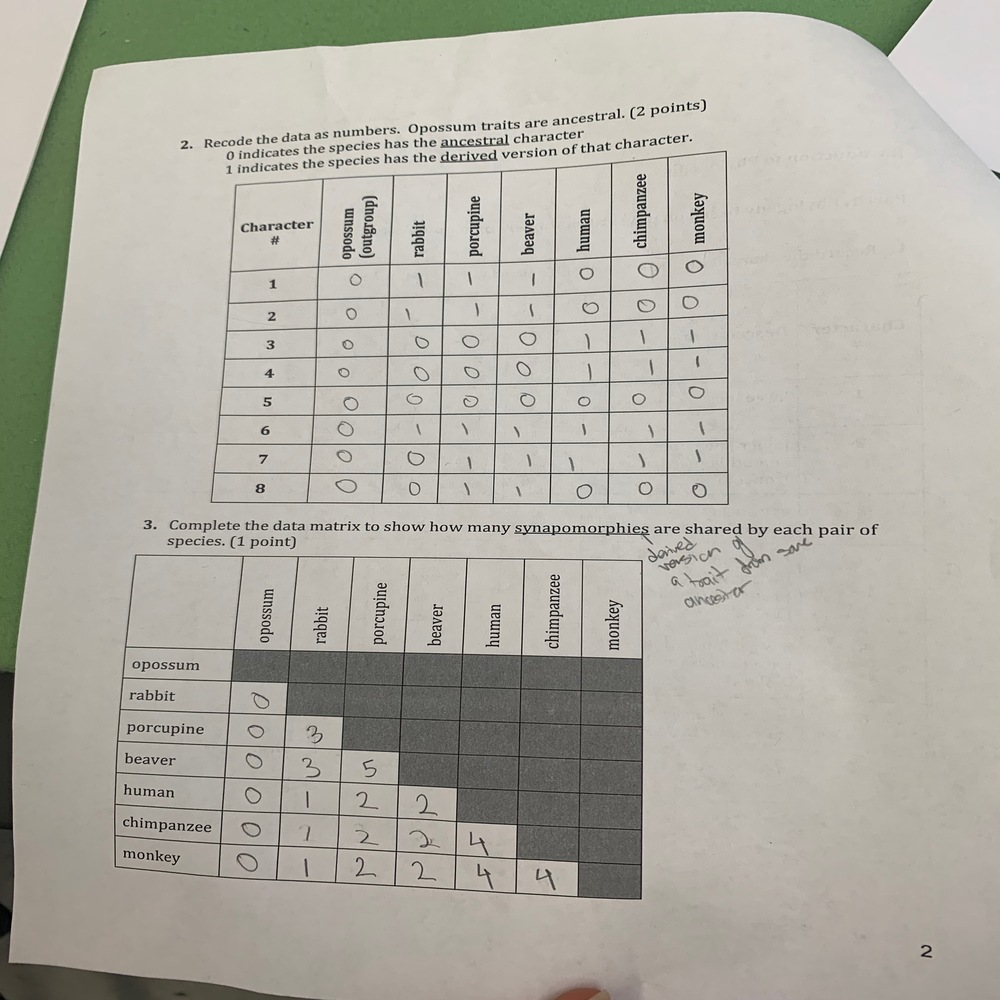 2. Recode the data as numbers. Opossum traits are ancestral. (2 points)
0 indicates the species has the ancestral character
1 indicates the species has the derived version of that character.
Character # opossum (outgroup) rabbit porcupine beaver human chimpanzee monkey
1 0 1 1 1 0 0 0
2 0 1 1 1 0 0 0
3 0 0 0 0 1 1 1
4 0 0 0 0 1 1 1
5 0 0 0 0 0 0 0
6 0 1 1 1 1 1 1
7 0 0 1 1 1 1 1
8 0 0 1 1 0 0 0
3. Complete the data matrix to show how many synapomorphies are shared by each pair of
species. (1 point)
derived
version of
a trait from same
ancestor
opossum rabbit porcupine beaver human chimpanzee monkey
opossum
rabbit 0
porcupine 0 3
beaver 0 3 5
human 0 1 2 2
chimpanzee 0 1 2 2 4
monkey 0 1 2 2 4 4
2